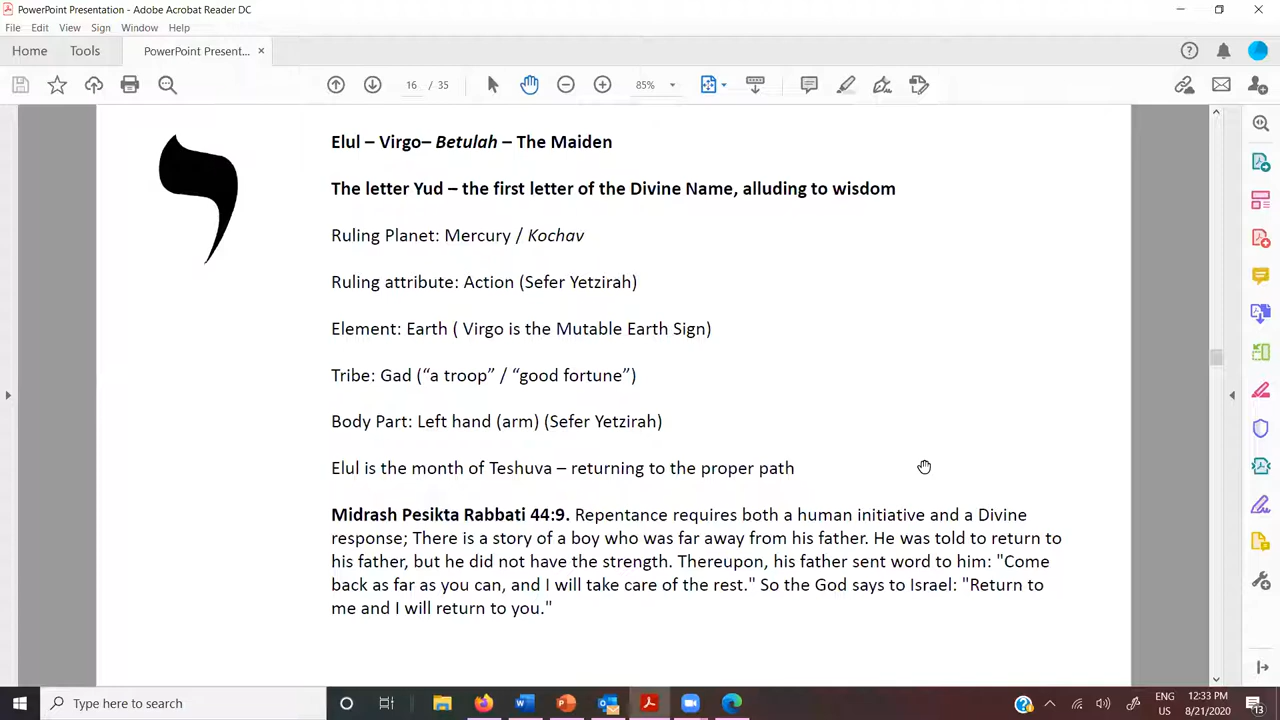 PowerPoint Presentation - Adobe Acrobat Reader DC
File Edit View Sign Window Help
Home Tools PowerPoint Present... ×
16 / 35 85%
י
Elul – Virgo– Betulah – The Maiden
The letter Yud – the first letter of the Divine Name, alluding to wisdom
Ruling Planet: Mercury / Kochav
Ruling attribute: Action (Sefer Yetzirah)
Element: Earth ( Virgo is the Mutable Earth Sign)
Tribe: Gad (“a troop” / “good fortune”)
Body Part: Left hand (arm) (Sefer Yetzirah)
Elul is the month of Teshuva – returning to the proper path
Midrash Pesikta Rabbati 44:9. Repentance requires both a human initiative and a Divine
response; There is a story of a boy who was far away from his father. He was told to return to
his father, but he did not have the strength. Thereupon, his father sent word to him: "Come
back as far as you can, and I will take care of the rest." So the God says to Israel: "Return to
me and I will return to you."
Type here to search
ENG
US
12:33 PM
8/21/2020
13